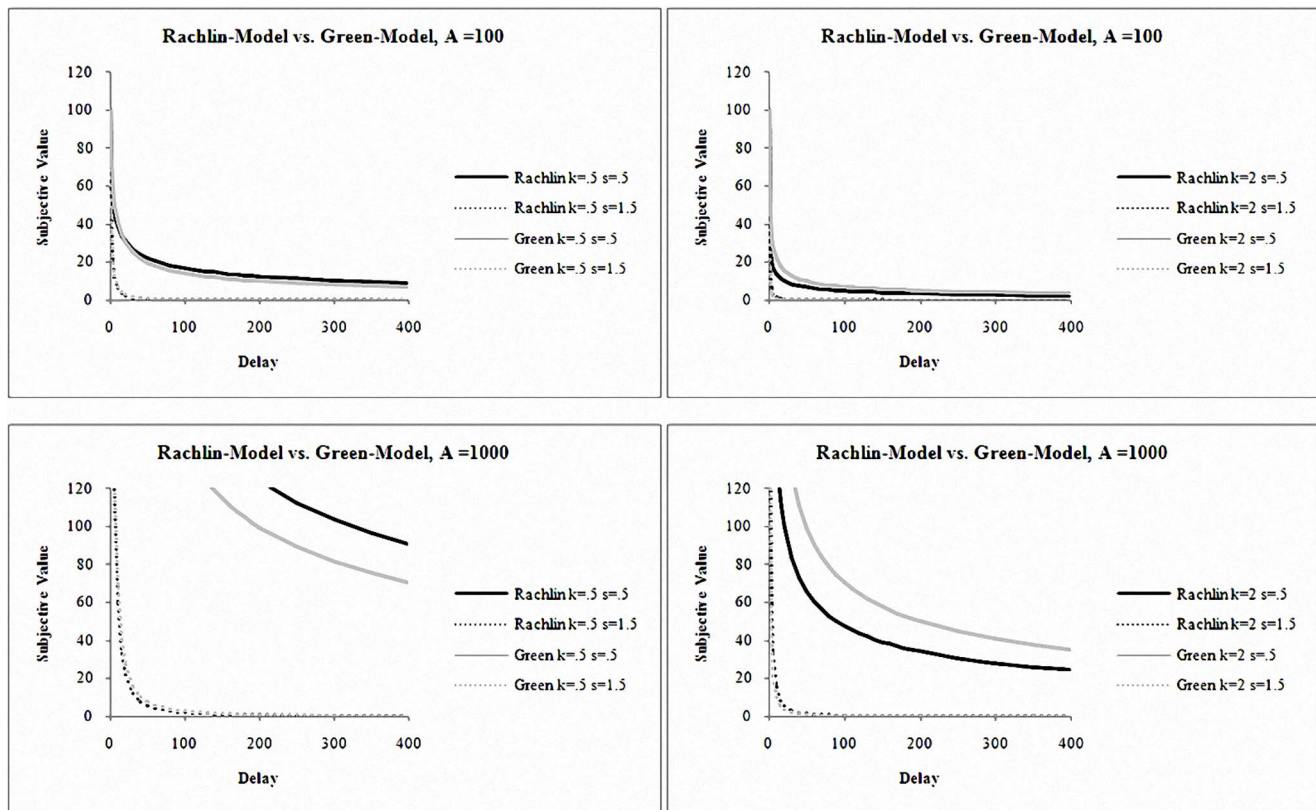 Rachlin-Model vs. Green-Model, A =100
120
100
80
60
40
20
0
Subjective Value
0 100 200 300 400
Delay
Rachlin k=.5 s=.5
Rachlin k=.5 s=1.5
Green k=.5 s=.5
Green k=.5 s=1.5
Rachlin-Model vs. Green-Model, A =100
120
100
80
60
40
20
0
Subjective Value
0 100 200 300 400
Delay
Rachlin k=2 s=.5
Rachlin k=2 s=1.5
Green k=2 s=.5
Green k=2 s=1.5
Rachlin-Model vs. Green-Model, A =1000
120
100
80
60
40
20
0
Subjective Value
0 100 200 300 400
Delay
Rachlin k=.5 s=.5
Rachlin k=.5 s=1.5
Green k=.5 s=.5
Green k=.5 s=1.5
Rachlin-Model vs. Green-Model, A =1000
120
100
80
60
40
20
0
Subjective Value
0 100 200 300 400
Delay
Rachlin k=2 s=.5
Rachlin k=2 s=1.5
Green k=2 s=.5
Green k=2 s=1.5